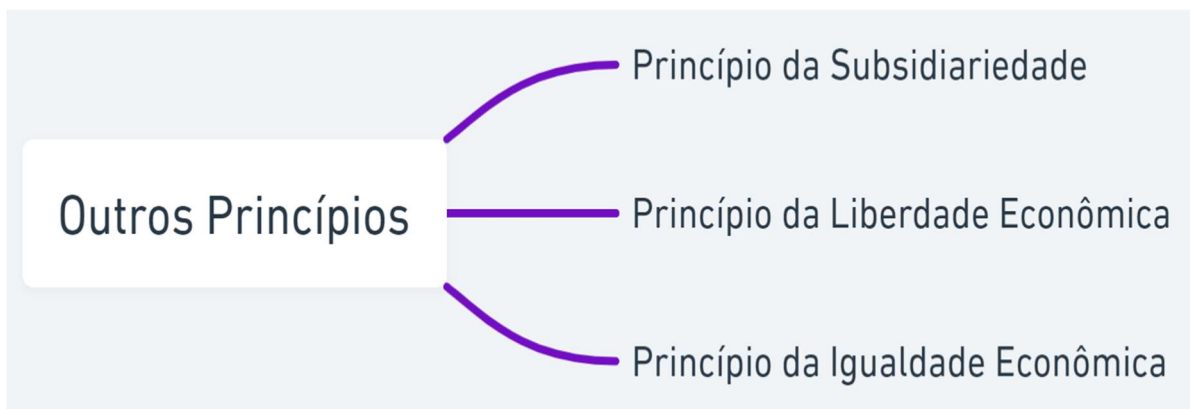 Princípio da Subsidiariedade
Outros Princípios
Princípio da Liberdade Econômica
Princípio da Igualdade Econômica